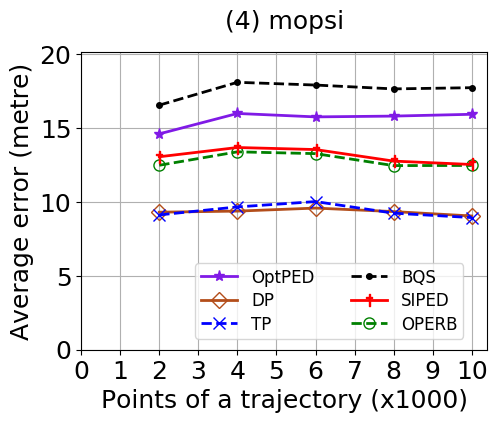 (4) mopsi
Average error (metre)
20
15
10
5
0
OptPED BQS
DP SIPED
TP OPERB
0 1 2 3 4 5 6 7 8 9 10
Points of a trajectory (x1000)